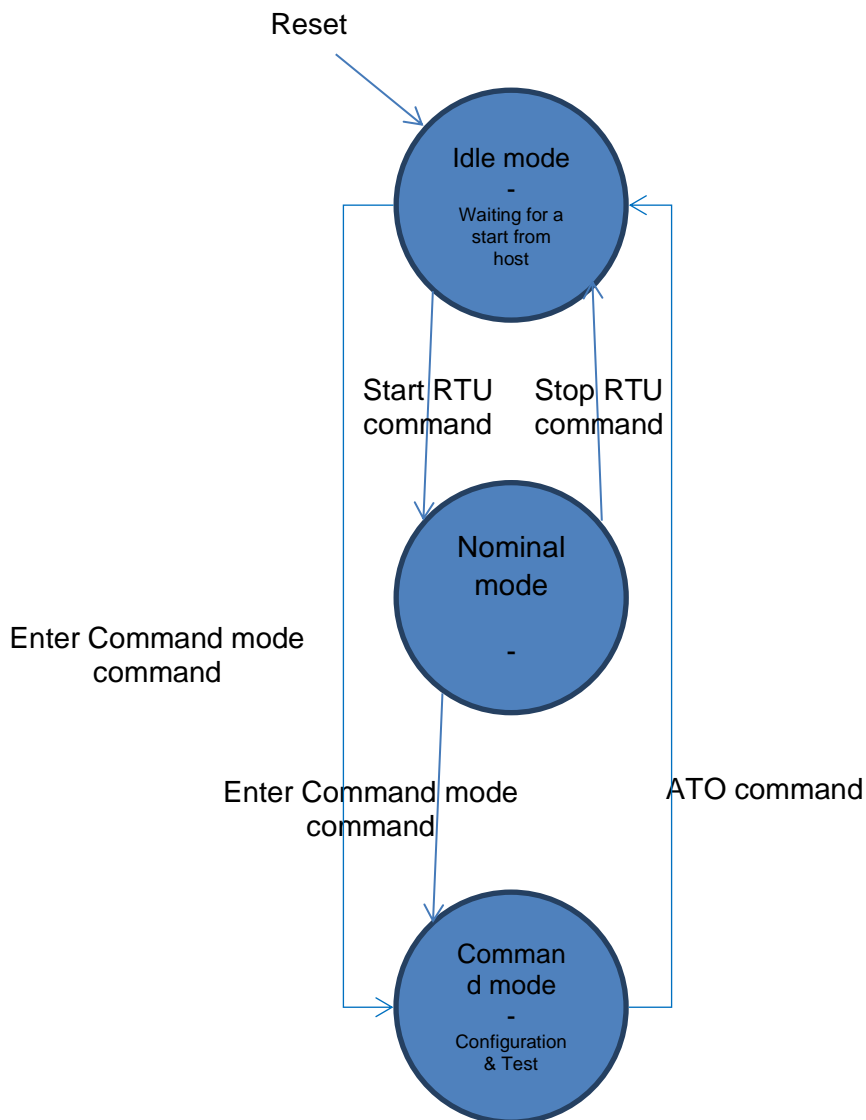 Reset
Idle mode
-
Waiting for a
start from
host
Start RTU
command
Stop RTU
command
Nominal
mode
-
Enter Command mode
command
Enter Command mode
command
ATO command
Comman
d mode
-
Configuration
& Test